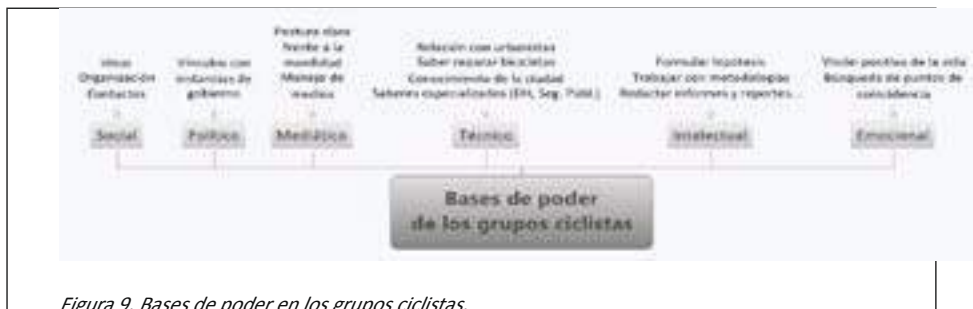 Organización
Contactos
Social
Vínculos con
instancias de
gobierno
Político
Postura clara
frente a la
movilidad
Manejo de
medios
Mediático
Relación con urbanistas
Saber reparar bicicletas
Conocimiento de la ciudad
Saberes especializados (DH, Seg. Públ.)
Técnico
Formular hipótesis
Trabajar con metodologías
Redactar informes y reportes...
Intelectual
Visión positiva de la vida
Búsqueda de puntos de
coincidencia
Emocional
Bases de poder
de los grupos ciclistas
Figura 9. Bases de poder en los grupos ciclistas.